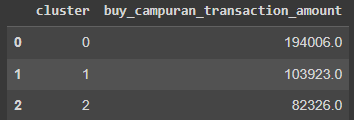 cluster buy_campuran_transaction_amount
0 0 194006.0
1 1 103923.0
2 2 82326.0